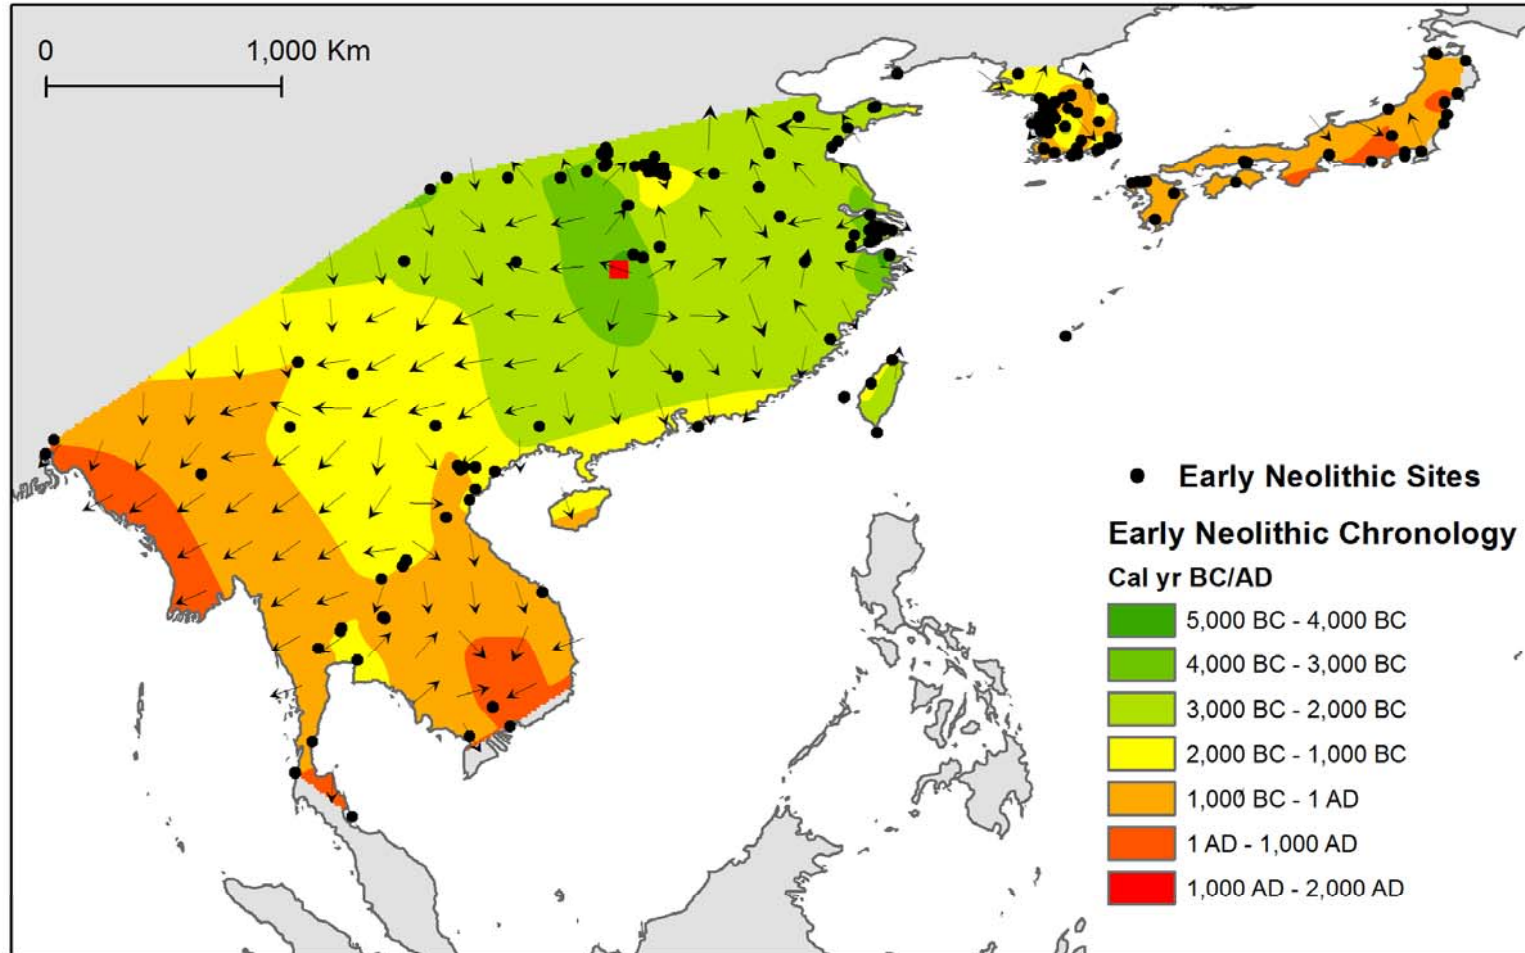 0 1,000 Km
Early Neolithic Sites
Early Neolithic Chronology
Cal yr BC/AD
5,000 BC - 4,000 BC
4,000 BC - 3,000 BC
3,000 BC - 2,000 BC
2,000 BC - 1,000 BC
1,000 BC - 1 AD
1 AD - 1,000 AD
1,000 AD - 2,000 AD